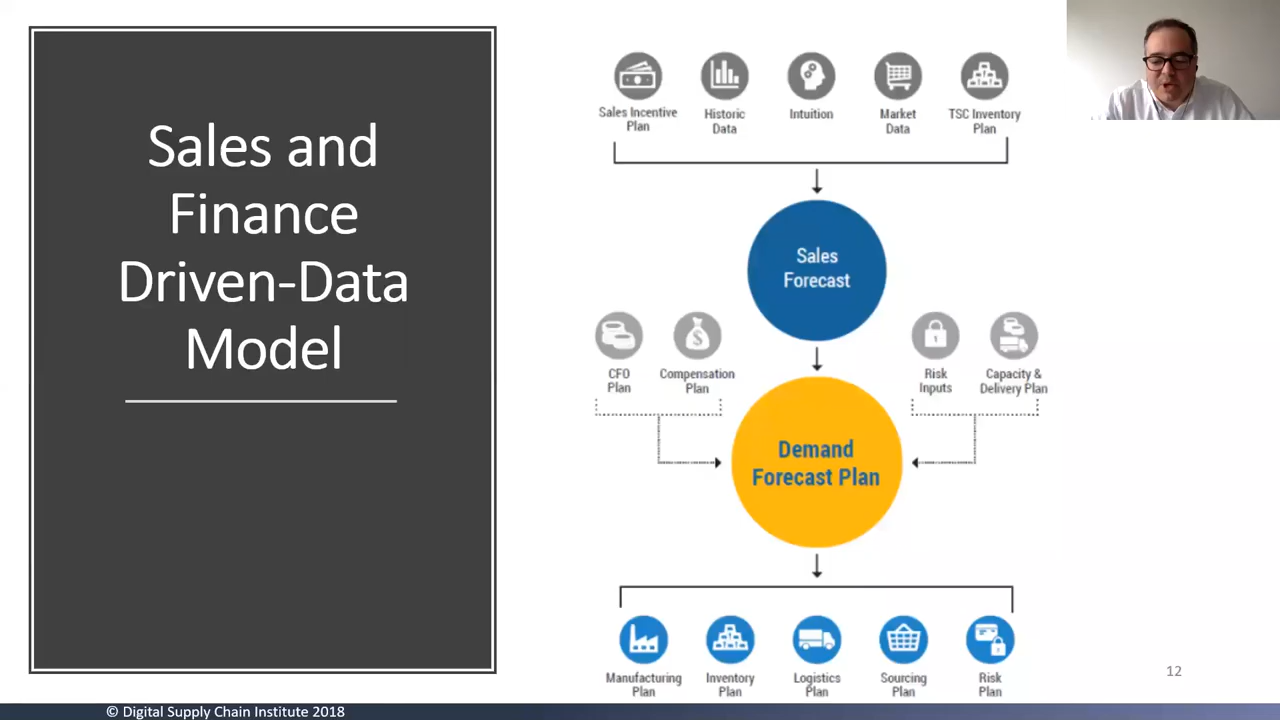 Sales and
Finance
Driven-Data
Model
Sales Incentive
Plan
Historic
Data
Intuition
Market
Data
TSC Inventory
Plan
Sales
Forecast
CFO
Plan
Compensation
Plan
Risk
Inputs
Capacity &
Delivery Plan
Demand
Forecast Plan
Manufacturing
Plan
Inventory
Plan
Logistics
Plan
Sourcing
Plan
Risk
Plan
12
© Digital Supply Chain Institute 2018